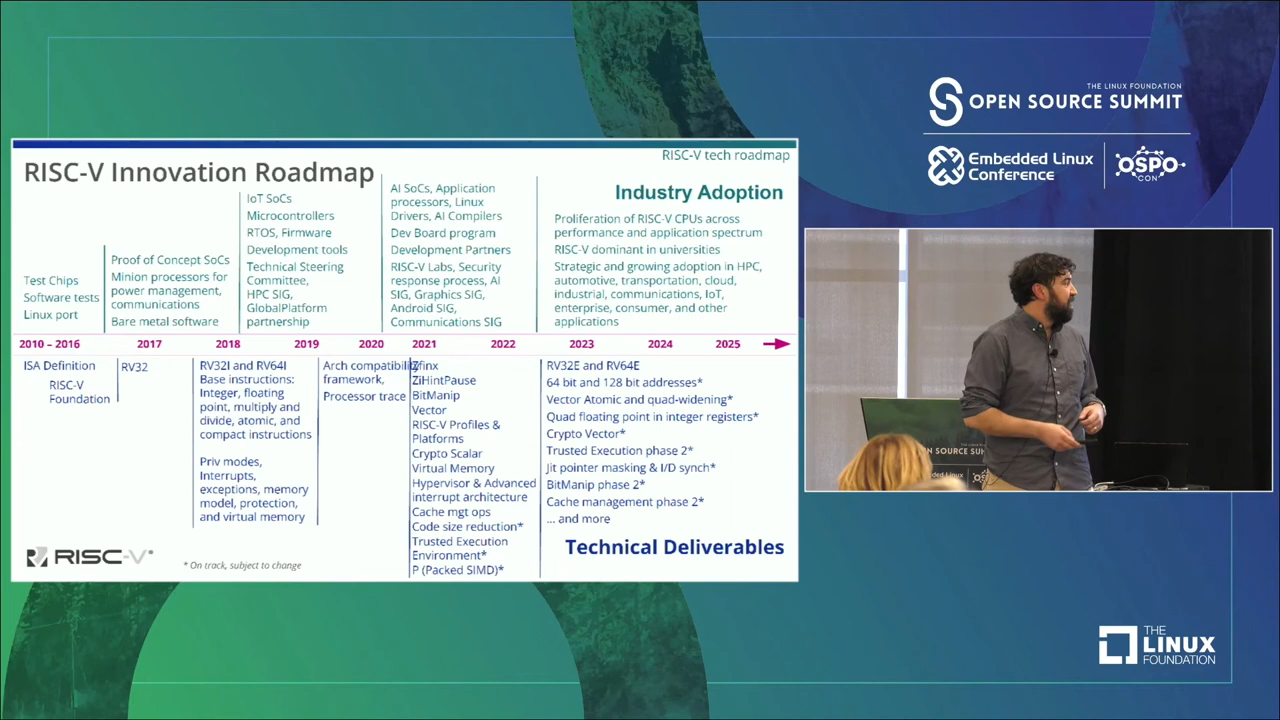 THE LINUX FOUNDATION
OPEN SOURCE SUMMIT
Embedded Linux
Conference
OSPO
CON
RISC-V tech roadmap
RISC-V Innovation Roadmap
Industry Adoption
Test Chips
Software tests
Linux port
Proof of Concept SoCs
Minion processors for
power management,
communications
Bare metal software
IoT SoCs
Microcontrollers
RTOS, Firmware
Development tools
Technical Steering
Committee,
HPC SIG,
GlobalPlatform
partnership
AI SoCs, Application
processors, Linux
Drivers, AI Compilers
Dev Board program
Development Partners
RISC-V Labs, Security
response process, AI
SIG, Graphics SIG,
Android SIG,
Communications SIG
Proliferation of RISC-V CPUs across
performance and application spectrum
RISC-V dominant in universities
Strategic and growing adoption in HPC,
automotive, transportation, cloud,
industrial, communications, IoT,
enterprise, consumer, and other
applications
2010 – 2016 2017 2018 2019 2020 2021 2022 2023 2024 2025
ISA Definition
RISC-V
Foundation
RV32
RV32I and RV64I
Base instructions:
Integer, floating
point, multiply and
divide, atomic, and
compact instructions
Priv modes,
Interrupts,
exceptions, memory
model, protection,
and virtual memory
Arch compatibility
framework,
Processor trace
Zfinx
ZiHintPause
BitManip
Vector
RISC-V Profiles &
Platforms
Crypto Scalar
Virtual Memory
Hypervisor & Advanced
interrupt architecture
Cache mgt ops
Code size reduction*
Trusted Execution
Environment*
P (Packed SIMD)*
RV32E and RV64E
64 bit and 128 bit addresses*
Vector Atomic and quad-widening*
Quad floating point in integer registers*
Crypto Vector*
Trusted Execution phase 2*
Jit pointer masking & I/D synch*
BitManip phase 2*
Cache management phase 2*
... and more
Technical Deliverables
RISC-V®
* On track, subject to change
THE
LINUX
FOUNDATION